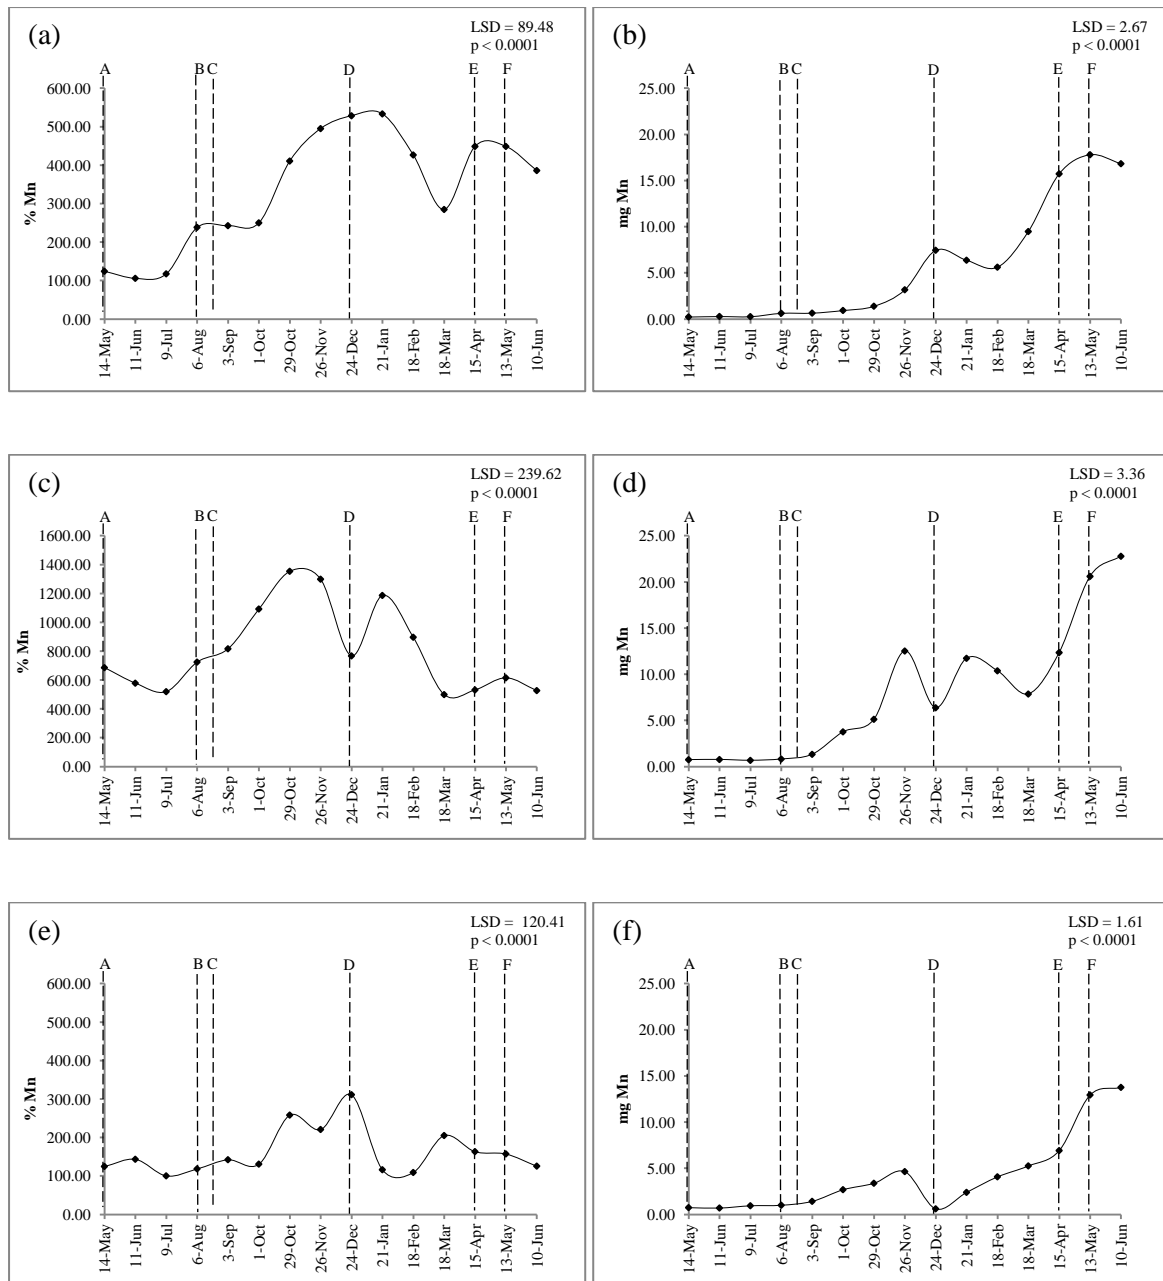 (a)
LSD = 89.48
p < 0.0001
A B C D E F
600.00
500.00
400.00
300.00
200.00
100.00
0.00
% Mn
14-May 11-Jun 9-Jul 6-Aug 3-Sep 1-Oct 29-Oct 26-Nov 24-Dec 21-Jan 18-Feb 18-Mar 15-Apr 13-May 10-Jun
(b)
LSD = 2.67
p < 0.0001
A B C D E F
25.00
20.00
15.00
10.00
5.00
0.00
mg Mn
14-May 11-Jun 9-Jul 6-Aug 3-Sep 1-Oct 29-Oct 26-Nov 24-Dec 21-Jan 18-Feb 18-Mar 15-Apr 13-May 10-Jun
(c)
LSD = 239.62
p < 0.0001
A B C D E F
1600.00
1400.00
1200.00
1000.00
800.00
600.00
400.00
200.00
0.00
% Mn
14-May 11-Jun 9-Jul 6-Aug 3-Sep 1-Oct 29-Oct 26-Nov 24-Dec 21-Jan 18-Feb 18-Mar 15-Apr 13-May 10-Jun
(d)
LSD = 3.36
p < 0.0001
A B C D E F
25.00
20.00
15.00
10.00
5.00
0.00
mg Mn
14-May 11-Jun 9-Jul 6-Aug 3-Sep 1-Oct 29-Oct 26-Nov 24-Dec 21-Jan 18-Feb 18-Mar 15-Apr 13-May 10-Jun
(e)
LSD = 120.41
p < 0.0001
A B C D E F
600.00
500.00
400.00
300.00
200.00
100.00
0.00
% Mn
14-May 11-Jun 9-Jul 6-Aug 3-Sep 1-Oct 29-Oct 26-Nov 24-Dec 21-Jan 18-Feb 18-Mar 15-Apr 13-May 10-Jun
(f)
LSD = 1.61
p < 0.0001
A B C D E F
25.00
20.00
15.00
10.00
5.00
0.00
mg Mn
14-May 11-Jun 9-Jul 6-Aug 3-Sep 1-Oct 29-Oct 26-Nov 24-Dec 21-Jan 18-Feb 18-Mar 15-Apr 13-May 10-Jun